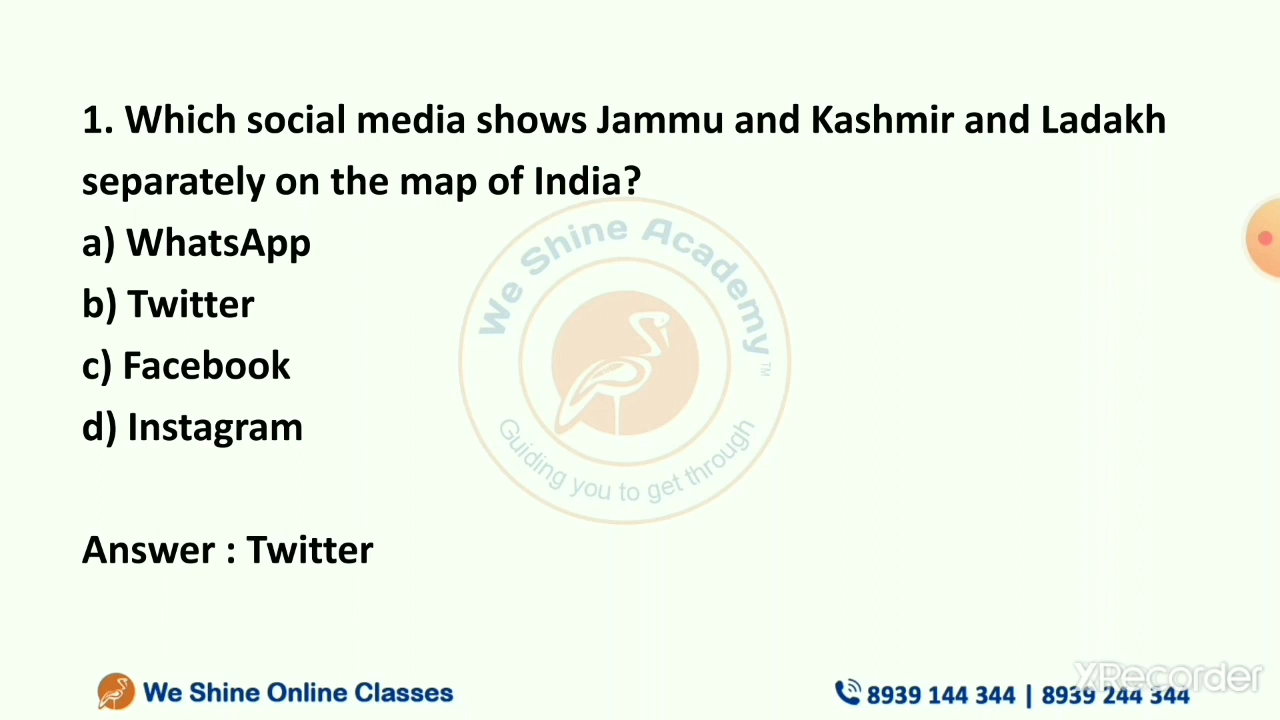 1. Which social media shows Jammu and Kashmir and Ladakh
separately on the map of India?
a) WhatsApp
b) Twitter
c) Facebook
d) Instagram
We Shine Academy
TM
Guiding you to get through
Answer : Twitter
We Shine Online Classes
8939 144 344 | 8939 244 344
XRecorder